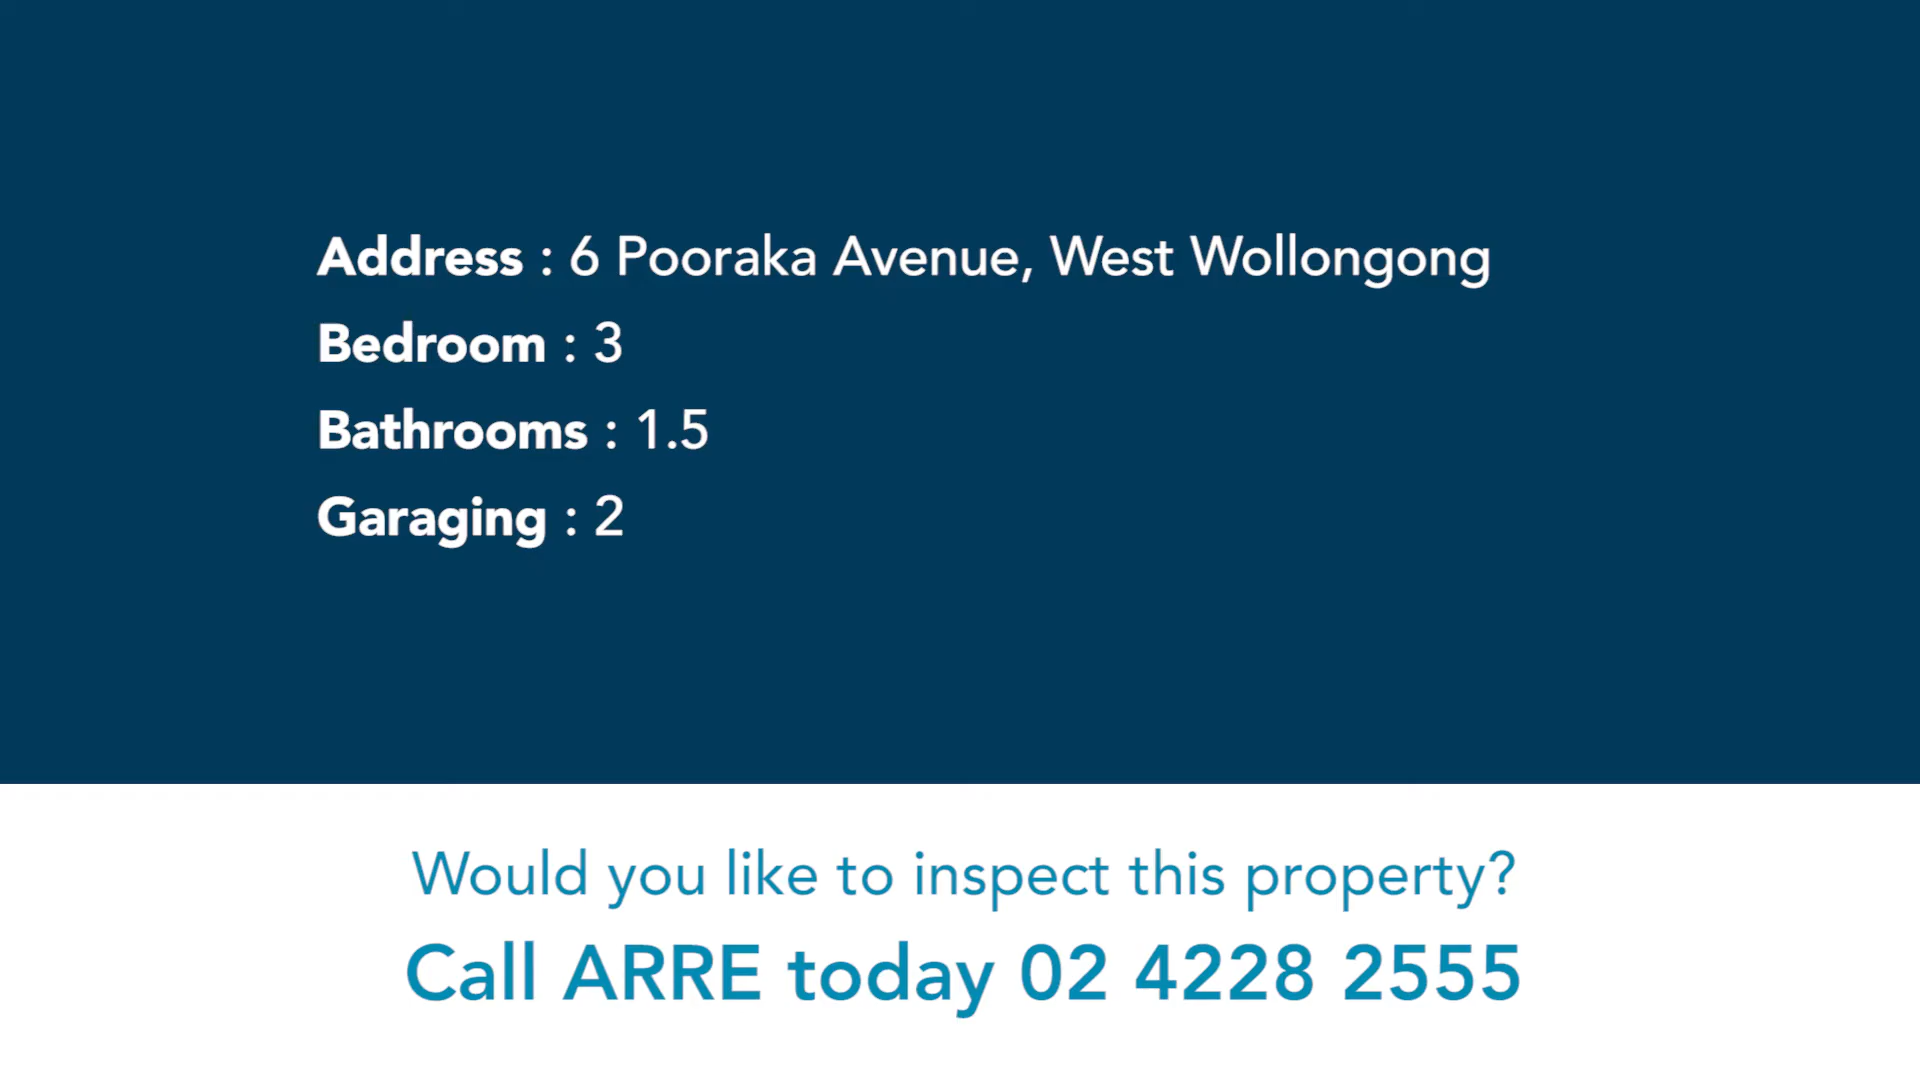 Address : 6 Pooraka Avenue, West Wollongong
Bedroom : 3
Bathrooms : 1.5
Garaging : 2
Would you like to inspect this property?
Call ARRE today 02 4228 2555